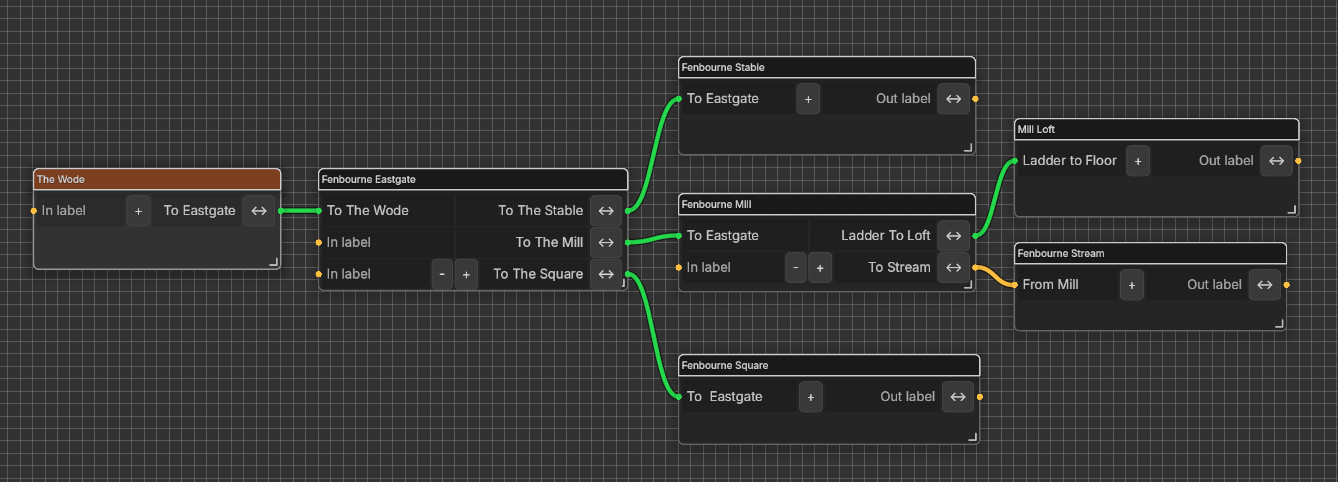 The Wode
In label + To Eastgate
Fenbourne Eastgate
To The Wode To The Stable
In label To The Mill
In label - + To The Square
Fenbourne Stable
To Eastgate + Out label
Fenbourne Mill
To Eastgate Ladder To Loft
In label - + To Stream
Fenbourne Square
To Eastgate + Out label
Mill Loft
Ladder to Floor + Out label
Fenbourne Stream
From Mill + Out label